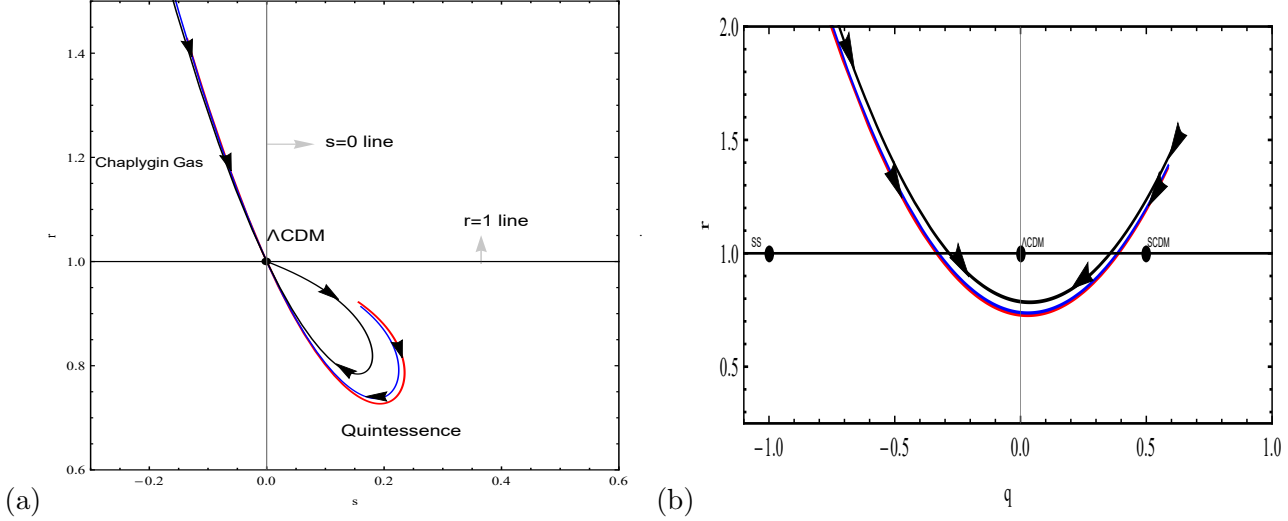 1.4
1.2
1.0
0.8
0.6
r
−0.2
0.0
0.2
0.4
0.6
s
Chaplygin Gas
s=0 line
r=1 line
ΛCDM
Quintessence
(a)
2.0
1.5
1.0
0.5
r
SS
ΛCDM
SCDM
−1.0
−0.5
0.0
0.5
1.0
q
(b)